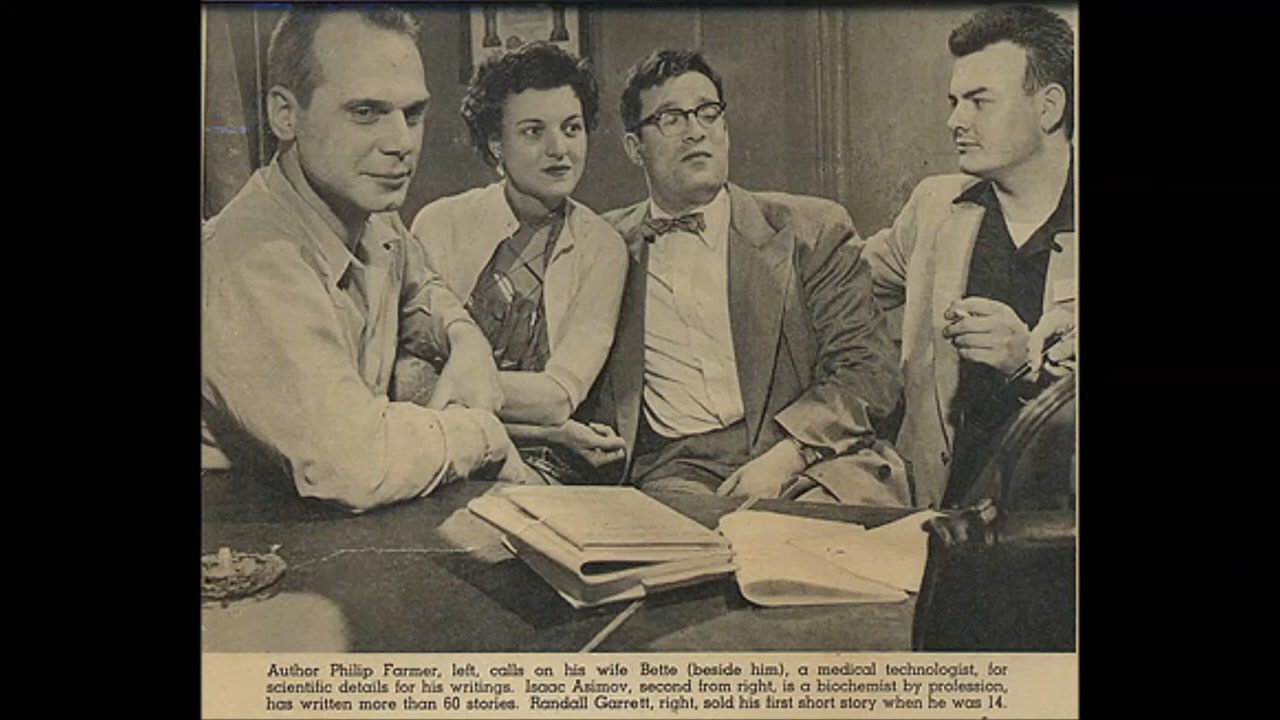 Author Philip Farmer, left, calls on his wife Bette (beside him), a medical technologist, for
scientific details for his writings. Isaac Asimov, second from right, is a biochemist by profession,
has written more than 60 stories. Randall Garrett, right, sold his first short story when he was 14.